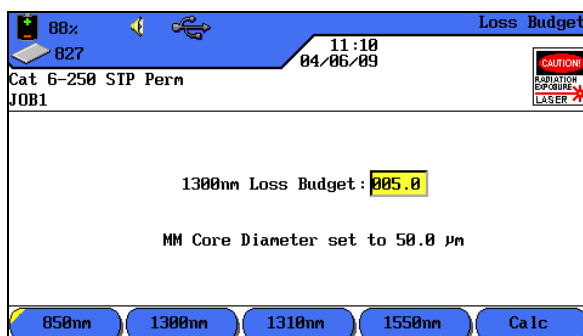 88% Loss Budget
827 11:10
04/06/09
Cat 6-250 STP Perm
JOB1
CAUTION!
RADIATION
EXPOSURE
LASER
1300nm Loss Budget: 005.0
MM Core Diameter set to 50.0 µm
850nm 1300nm 1310nm 1550nm Calc